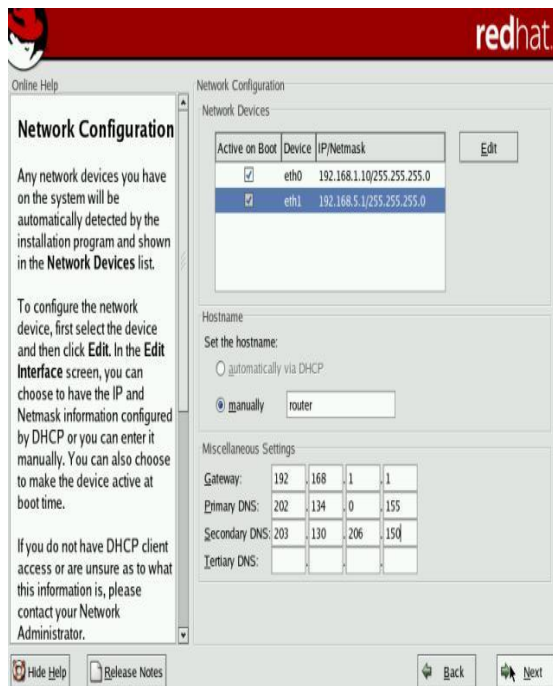 redhat.
Online Help
Network Configuration
Any network devices you have
on the system will be
automatically detected by the
installation program and shown
in the Network Devices list.
To configure the network
device, first select the device
and then click Edit. In the Edit
Interface screen, you can
choose to have the IP and
Netmask information configured
by DHCP or you can enter it
manually. You can also choose
to make the device active at
boot time.
If you do not have DHCP client
access or are unsure as to what
this information is, please
contact your Network
Administrator.
Network Configuration
Network Devices
Active on Boot Device IP/Netmask
eth0 192.168.1.10/255.255.255.0
eth1 192.168.5.1/255.255.255.0
Edit
Hostname
Set the hostname:
automatically via DHCP
manually router
Miscellaneous Settings
Gateway: 192 . 168 . 1 . 1
Primary DNS: 202 . 134 . 0 . 155
Secondary DNS: 203 . 130 . 206 . 150
Tertiary DNS: . . .
Hide Help Release Notes Back Next